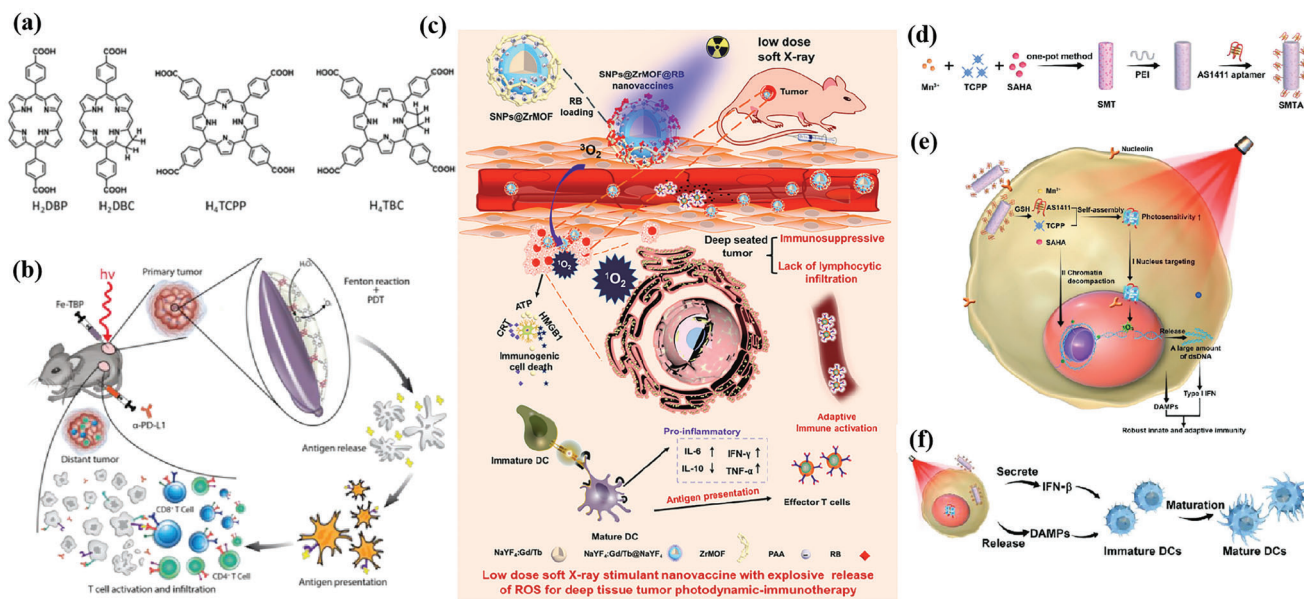 (a)
COOH
NH
N
N
HN
COOH
H₂DBP
COOH
NH
N
N
HN
H
H
H
H
COOH
H₂DBC
HOOC
COOH
NH
N
N
HN
HOOC
COOH
H₄TCPP
HOOC
COOH
NH
N
N
HN
H
H
H
H
HOOC
COOH
H₄TBC
(b)
hv
Primary tumor
Fe-TBP
H₂O₂
O₂
Fenton reaction
+
PDT
α-PD-L1
Antigen release
Distant tumor
CD8⁺ T Cell
CD4⁺ T Cell
T cell activation and infiltration
Antigen presentation
(c)
low dose
soft X-ray
SNPs@ZrMOF@RB
nanovaccines
RB
loading
SNPs@ZrMOF
Tumor
³O₂
¹O₂
¹O₂
Deep seated
tumor
Immunosuppressive
Lack of lymphocytic
infiltration
ATP
CRT
HMGB1
Immunogenic
cell death
Adaptive
Immune activation
Immature DC
Pro-inflammatory
IL-6 ↑ IFN-γ ↑
IL-10 ↓ TNF-α ↑
Antigen presentation
Effector T cells
Mature DC
NaYF₄:Gd/Tb NaYF₄:Gd/Tb@NaYF₄ ZrMOF PAA RB
Low dose soft X-ray stimulant nanovaccine with explosive release
of ROS for deep tissue tumor photodynamic-immunotherapy
(d)
+ + one-pot method
Mn³⁺ TCPP SAHA
SMT
PEI
AS1411 aptamer
SMTA
(e)
Nucleolin
Mn²⁺
GSH
AS1411
Self-assembly
Photosensitivity ↑
TCPP
SAHA
II Chromatin
decompaction
I Nucleus targeting
¹O₂
Release
A large amount
of dsDNA
DAMPs
Type I IFN
Robust innate and adaptive immunity
(f)
Secrete
IFN-β
Release
DAMPs
Maturation
Immature DCs
Mature DCs